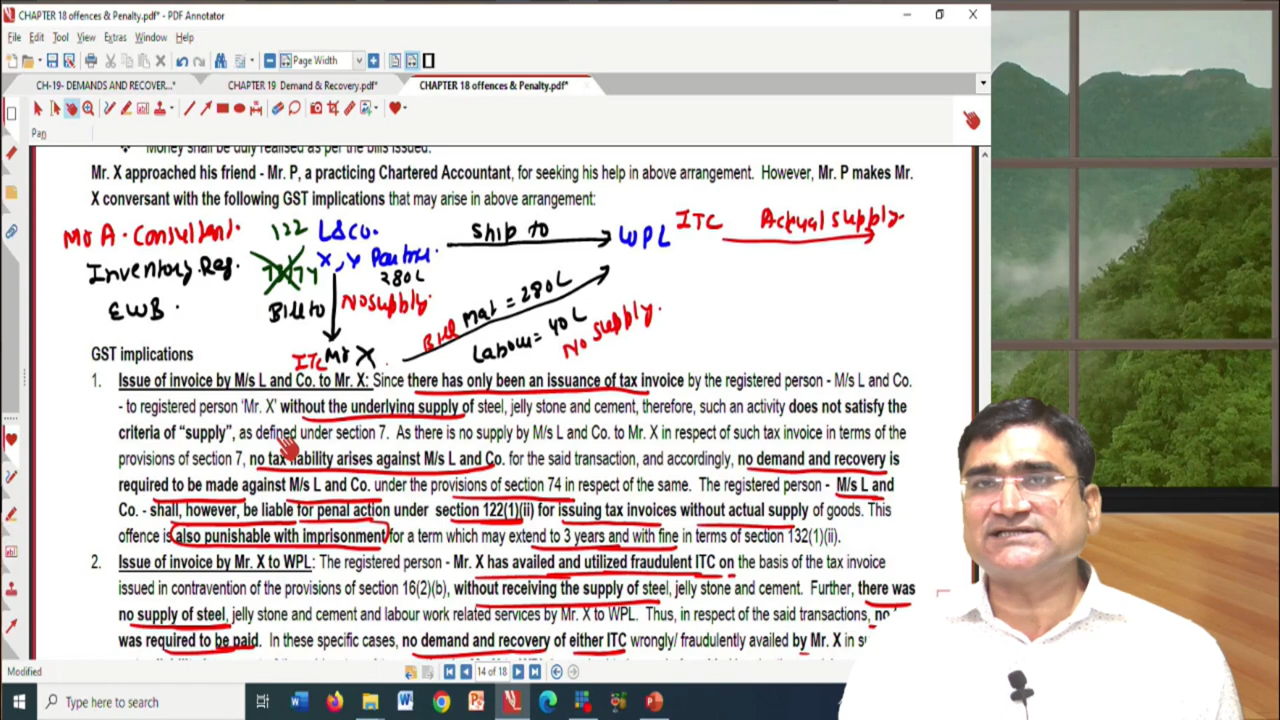 CHAPTER 18 offences & Penalty.pdf* - PDF Annotator
File Edit Tool View Extras Window Help
Page Width
CH-19- DEMANDS AND RECOVER...*
CHAPTER 19 Demand & Recovery.pdf*
CHAPTER 18 offences & Penalty.pdf*
Pan
Money shall be duly realised as per the bills issued.
Mr. X approached his friend - Mr. P, a practicing Chartered Accountant, for seeking his help in above arrangement. However, Mr. P makes Mr.
X conversant with the following GST implications that may arise in above arrangement:
Mr A - Consultant.
Inventory Reg.
EWB
122
L&Co.
X, Y Partner
280L
Bill to
No supply.
ITC Mr X
Ship to
WPL
ITC
Actual supply.
Bill Mat = 280L
Labour = 40L
No supply.
GST implications
1. Issue of invoice by M/s L and Co. to Mr. X: Since there has only been an issuance of tax invoice by the registered person - M/s L and Co.
- to registered person 'Mr. X' without the underlying supply of steel, jelly stone and cement, therefore, such an activity does not satisfy the
criteria of “supply”, as defined under section 7. As there is no supply by M/s L and Co. to Mr. X in respect of such tax invoice in terms of the
provisions of section 7, no tax liability arises against M/s L and Co. for the said transaction, and accordingly, no demand and recovery is
required to be made against M/s L and Co. under the provisions of section 74 in respect of the same. The registered person - M/s L and
Co. - shall, however, be liable for penal action under section 122(1)(ii) for issuing tax invoices without actual supply of goods. This
offence is also punishable with imprisonment for a term which may extend to 3 years and with fine in terms of section 132(1)(ii).
2. Issue of invoice by Mr. X to WPL: The registered person - Mr. X has availed and utilized fraudulent ITC on the basis of the tax invoice
issued in contravention of the provisions of section 16(2)(b), without receiving the supply of steel, jelly stone and cement. Further, there was
no supply of steel, jelly stone and cement and labour work related services by Mr. X to WPL. Thus, in respect of the said transactions, no
was required to be paid. In these specific cases, no demand and recovery of either ITC wrongly/ fraudulently availed by Mr. X in
Modified
14 of 18
Type here to search